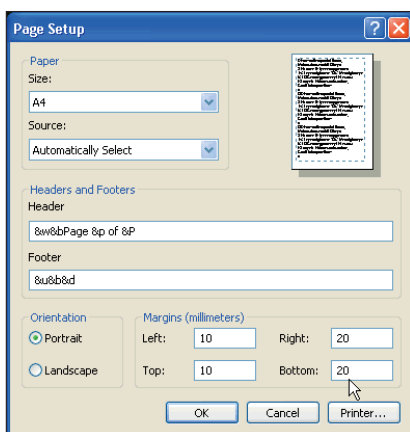 Page Setup
Paper
Size:
A4
Source:
Automatically Select
Headers and Footers
Header
&w&bPage &p of &P
Footer
&u&b&d
Orientation
Portrait
Landscape
Margins (millimeters)
Left: 10 Right: 20
Top: 10 Bottom: 20
OK Cancel Printer...